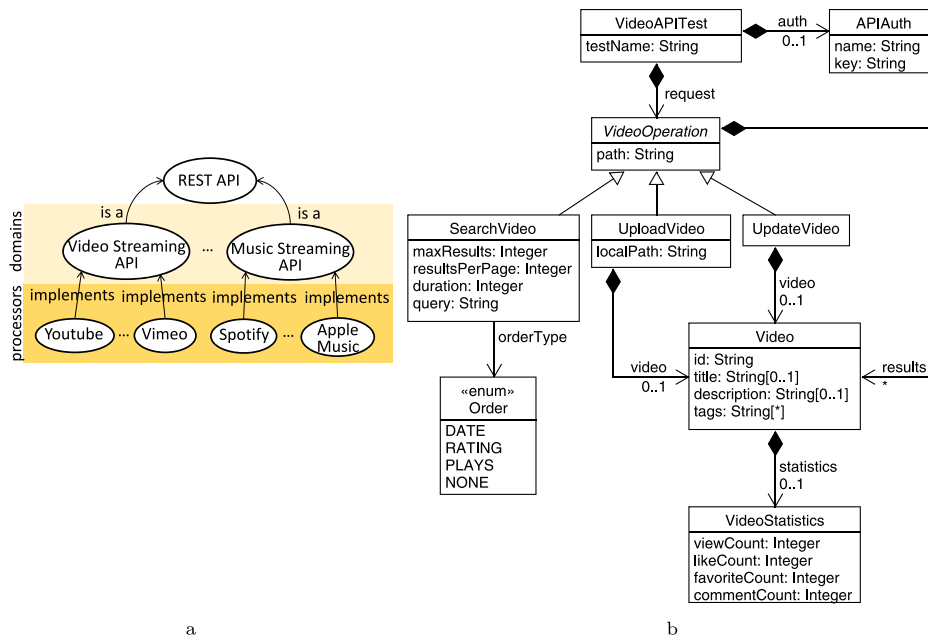 REST API
is a
is a
domains
Video Streaming
API
...
Music Streaming
API
processors
implements
implements
implements
implements
Youtube
...
Vimeo
Spotify
...
Apple
Music
a
VideoAPITest
testName: String
auth
0..1
APIAuth
name: String
key: String
request
VideoOperation
path: String
SearchVideo
maxResults: Integer
resultsPerPage: Integer
duration: Integer
query: String
UploadVideo
localPath: String
UpdateVideo
orderType
«enum»
Order
DATE
RATING
PLAYS
NONE
video
0..1
video
0..1
Video
id: String
title: String[0..1]
description: String[0..1]
tags: String[*]
results
*
statistics
0..1
VideoStatistics
viewCount: Integer
likeCount: Integer
favoriteCount: Integer
commentCount: Integer
b